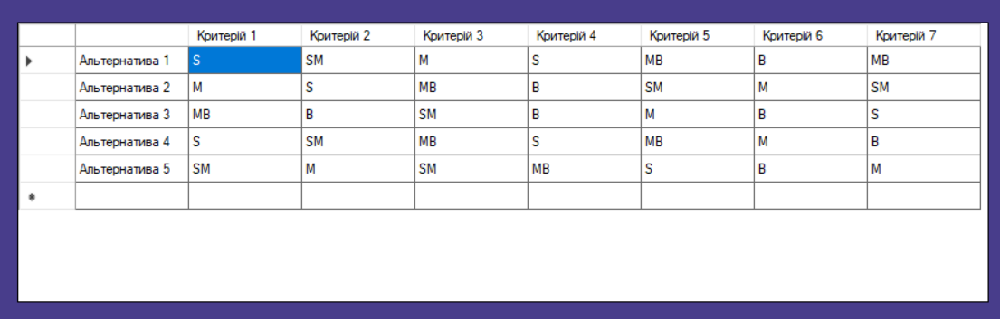 Критерій 1 Критерій 2 Критерій 3 Критерій 4 Критерій 5 Критерій 6 Критерій 7
Альтернатива 1 S SM M S MB B MB
Альтернатива 2 M S MB B SM M SM
Альтернатива 3 MB B SM B M B S
Альтернатива 4 S SM MB S MB M B
Альтернатива 5 SM M SM MB S B M